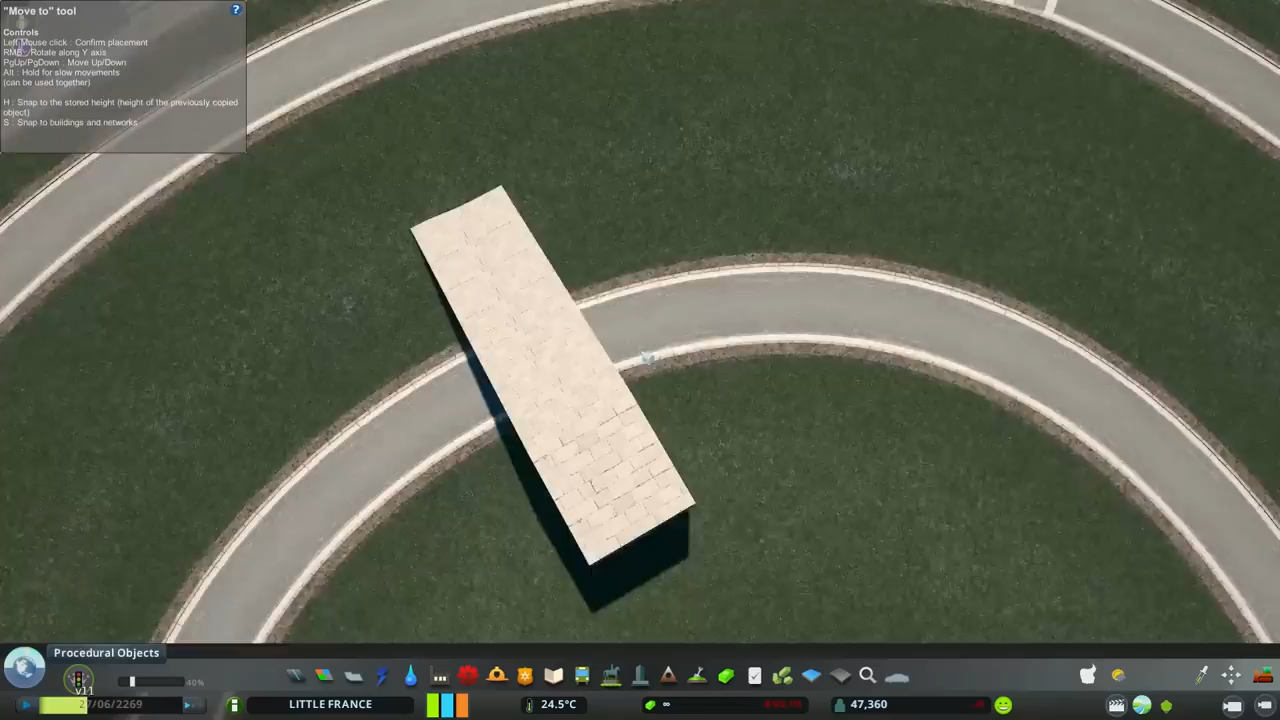 "Move to" tool
?
Controls
Left Mouse click : Confirm placement
RMB : Rotate along Y axis
PgUp/PgDown : Move Up/Down
Alt : Hold for slow movements
(can be used together)
H : Snap to the stored height (height of the previously copied
object)
S : Snap to buildings and networks
Procedural Objects
v11
40%
27/06/2269
LITTLE FRANCE
24.5°C
∞
47,360